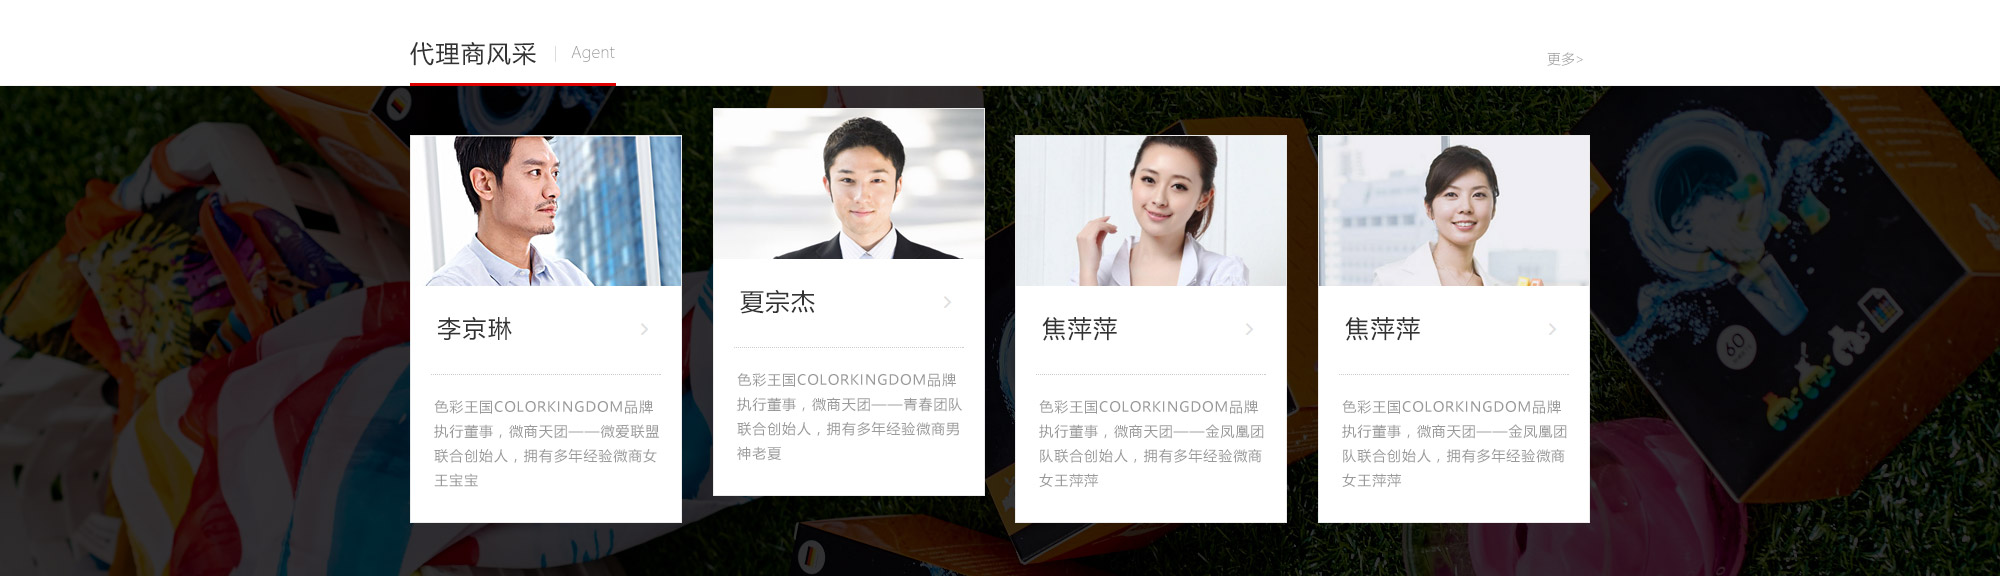 代理商风采
Agent
更多>
李京琳
色彩王国COLORKINGDOM品牌
执行董事，微商天团——微爱联盟
联合创始人，拥有多年经验微商女
王宝宝
夏宗杰
色彩王国COLORKINGDOM品牌
执行董事，微商天团——青春团队
联合创始人，拥有多年经验微商男
神老夏
焦萍萍
色彩王国COLORKINGDOM品牌
执行董事，微商天团——金凤凰团
队联合创始人，拥有多年经验微商
女王萍萍
焦萍萍
色彩王国COLORKINGDOM品牌
执行董事，微商天团——金凤凰团
队联合创始人，拥有多年经验微商
女王萍萍
60